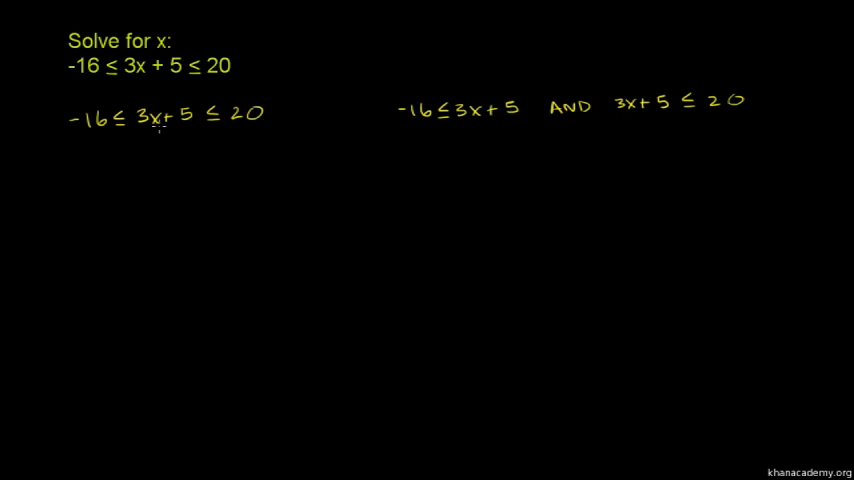 Solve for x:
-16 ≤ 3x + 5 ≤ 20
-16 ≤ 3x + 5 ≤ 20
-16 ≤ 3x + 5 AND 3x + 5 ≤ 20
khanacademy.org